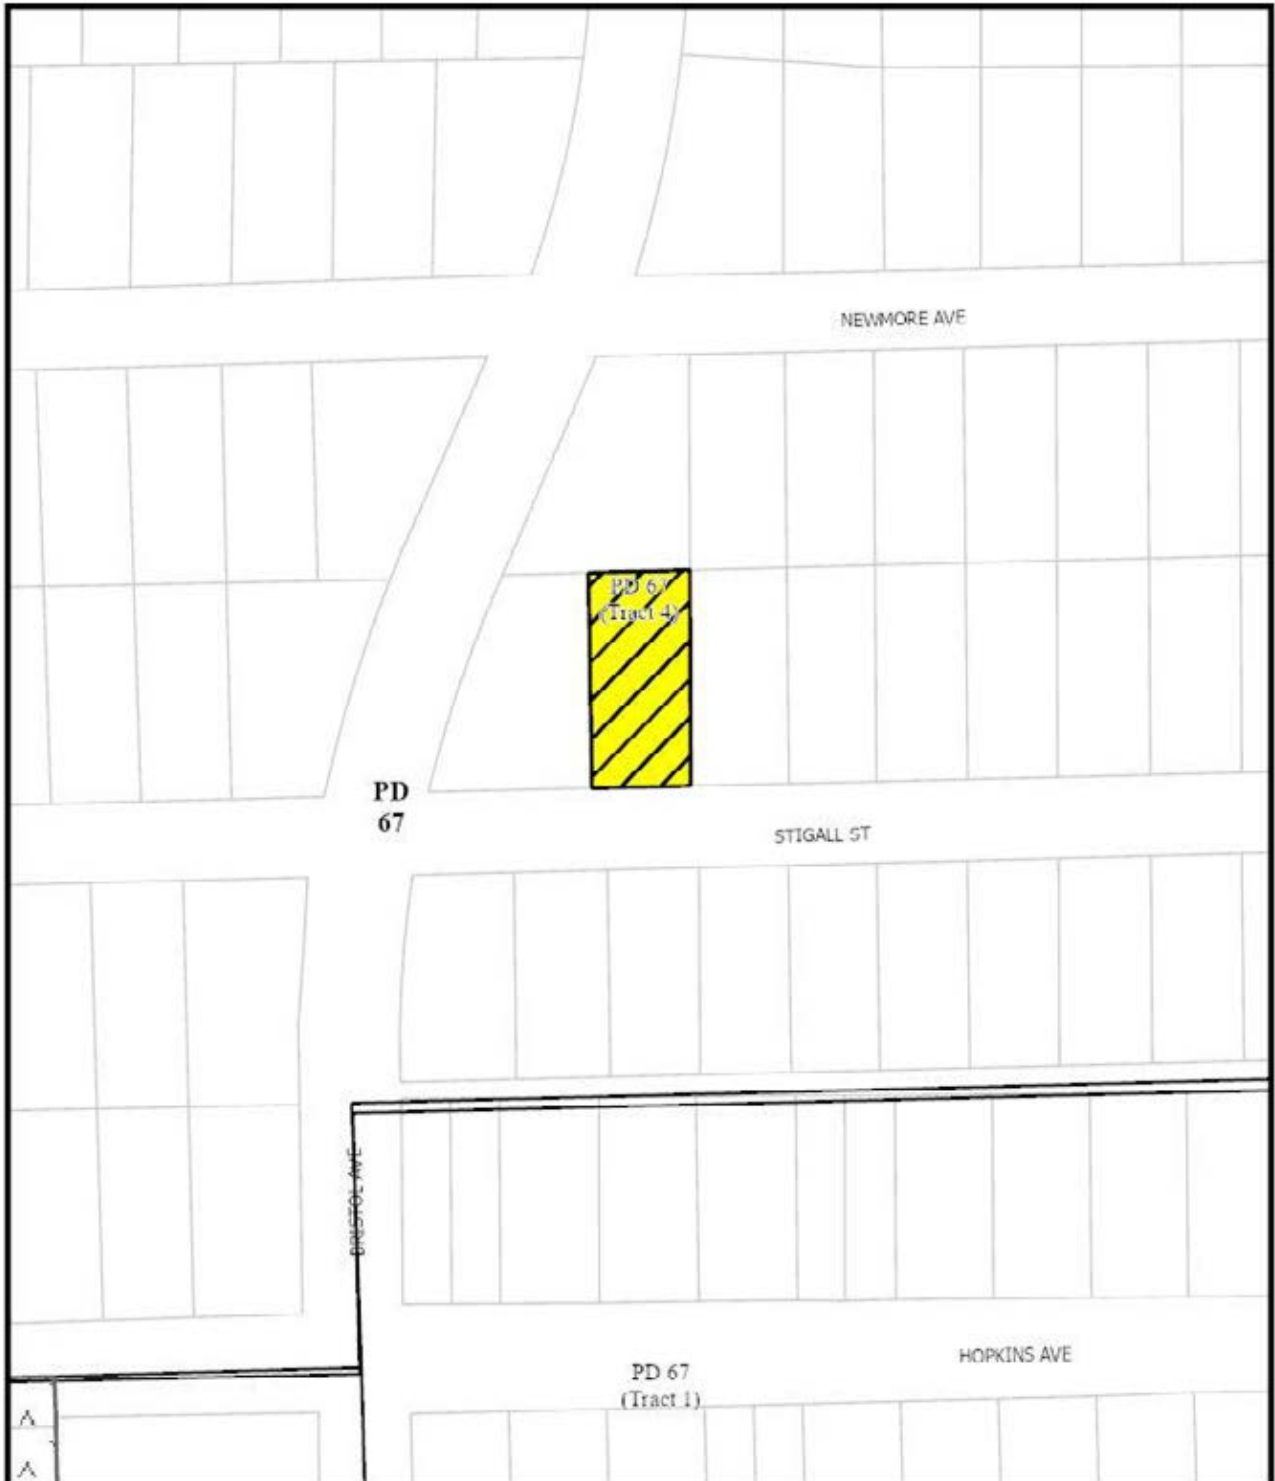 NEWMORE AVE
PD 67
(Tract 4)
PD
67
STIGALL ST
BRISTOL AVE
HOPKINS AVE
PD 67
(Tract 1)